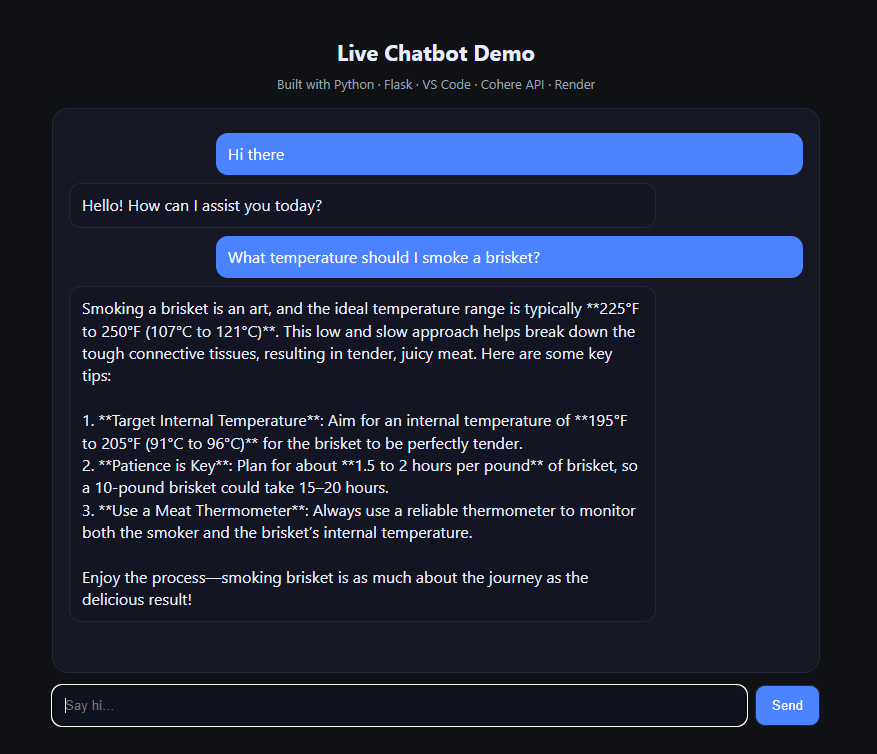 Live Chatbot Demo
Built with Python · Flask · VS Code · Cohere API · Render
Hi there
Hello! How can I assist you today?
What temperature should I smoke a brisket?
Smoking a brisket is an art, and the ideal temperature range is typically **225°F
to 250°F (107°C to 121°C)**. This low and slow approach helps break down the
tough connective tissues, resulting in tender, juicy meat. Here are some key
tips:
1. **Target Internal Temperature**: Aim for an internal temperature of **195°F
to 205°F (91°C to 96°C)** for the brisket to be perfectly tender.
2. **Patience is Key**: Plan for about **1.5 to 2 hours per pound** of brisket, so
a 10-pound brisket could take 15–20 hours.
3. **Use a Meat Thermometer**: Always use a reliable thermometer to monitor
both the smoker and the brisket’s internal temperature.
Enjoy the process—smoking brisket is as much about the journey as the
delicious result!
Say hi...
Send